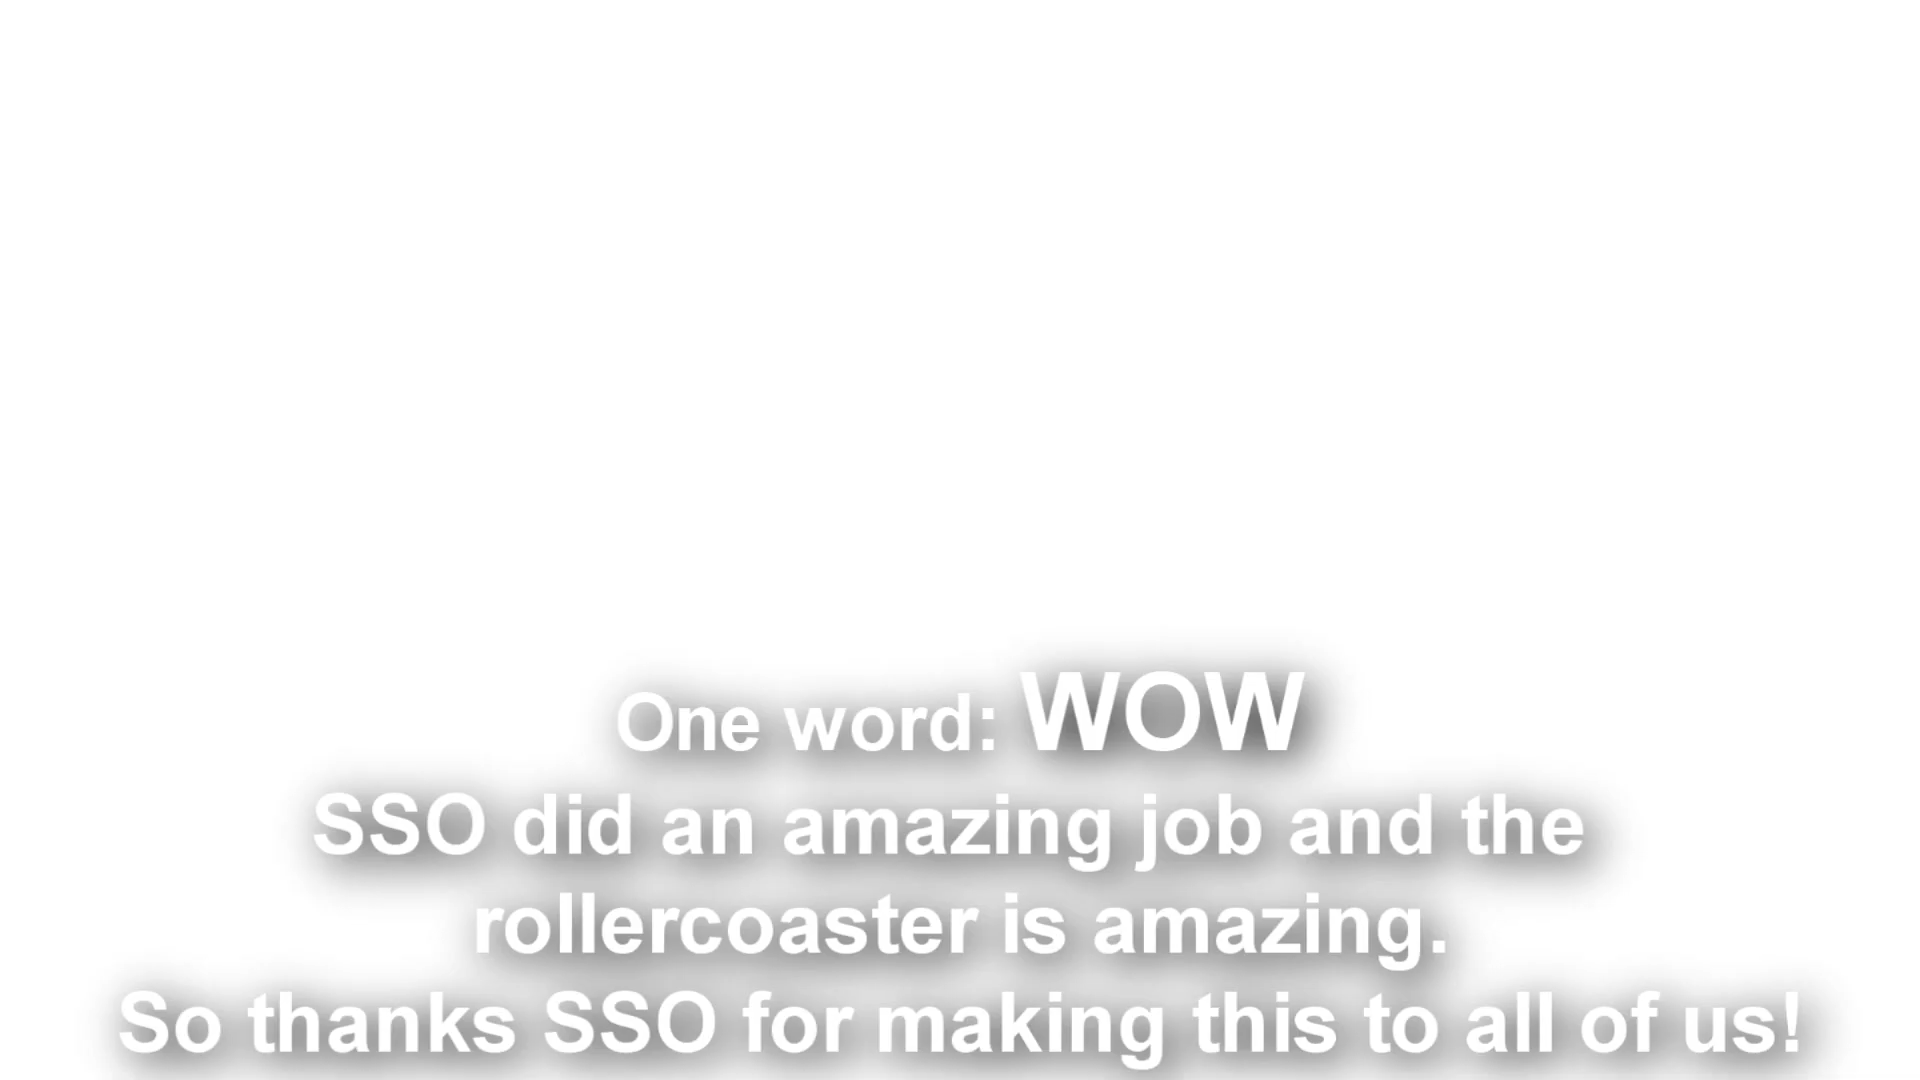 One word: WOW
SSO did an amazing job and the
rollercoaster is amazing.
So thanks SSO for making this to all of us!